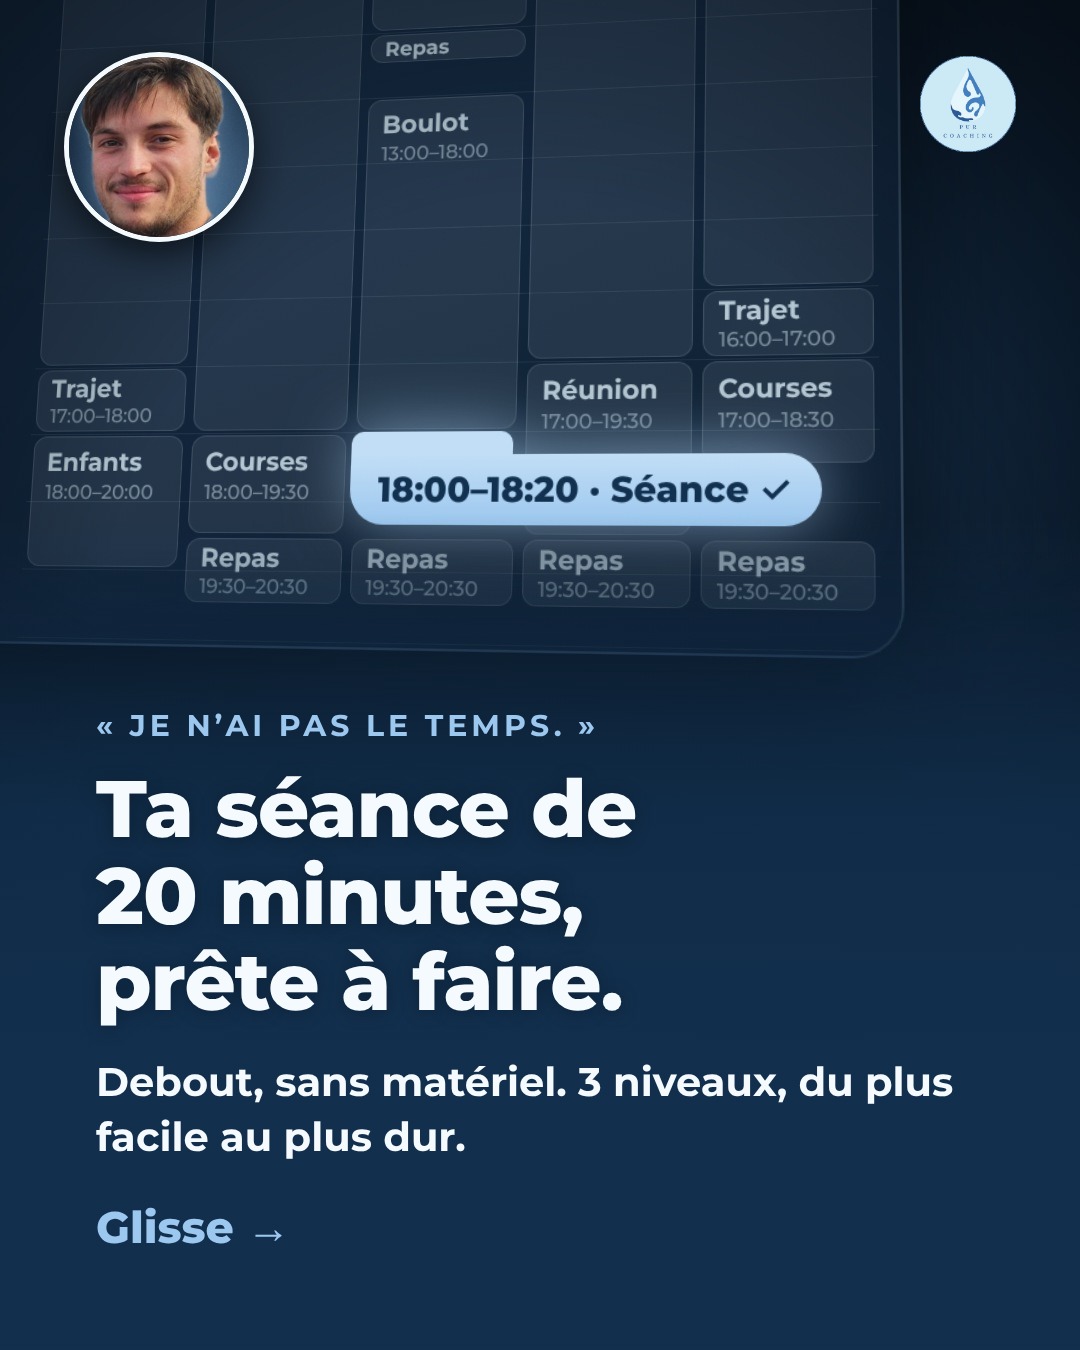 Repas
Boulot
13:00–18:00
PUR
COACHING
Trajet
16:00–17:00
Trajet
17:00–18:00
Réunion
17:00–19:30
Courses
17:00–18:30
Enfants
18:00–20:00
Courses
18:00–19:30
18:00–18:20 · Séance ✓
Repas
19:30–20:30
Repas
19:30–20:30
Repas
19:30–20:30
Repas
19:30–20:30
« JE N’AI PAS LE TEMPS. »
Ta séance de
20 minutes,
prête à faire.
Debout, sans matériel. 3 niveaux, du plus
facile au plus dur.
Glisse →